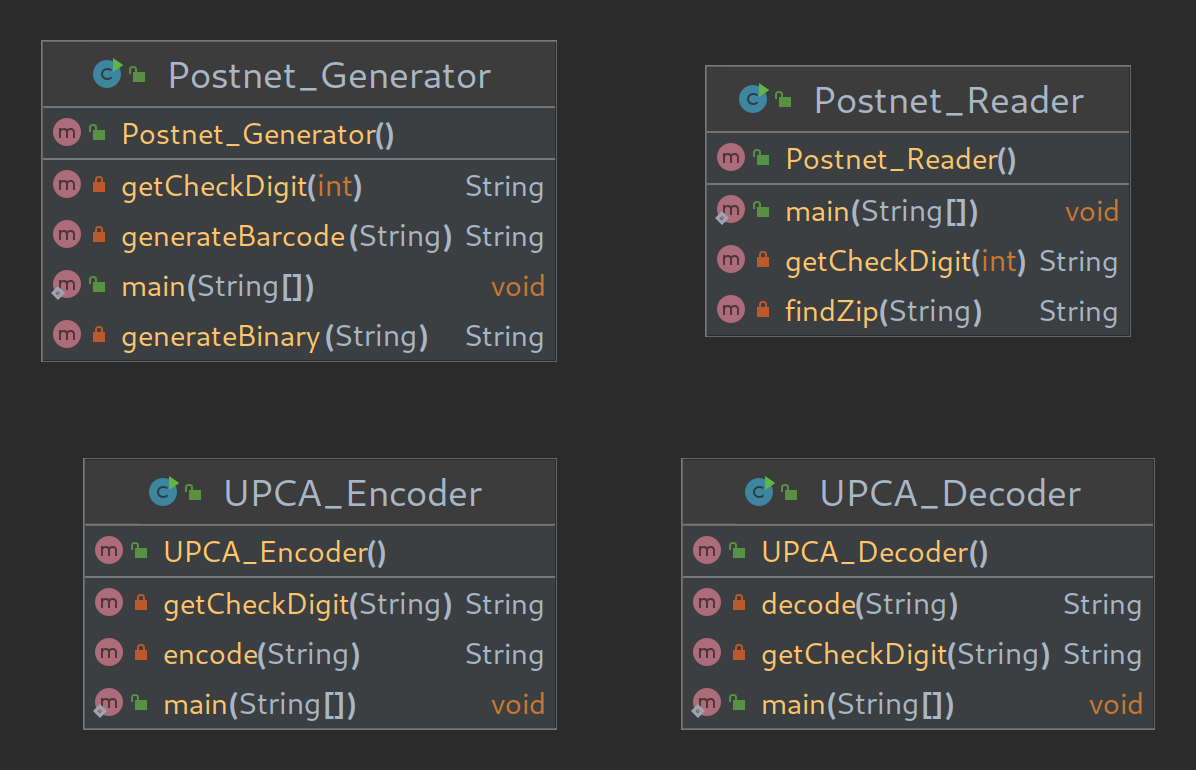 Postnet_Generator
Postnet_Generator()
getCheckDigit(int) String
generateBarcode(String) String
main(String[]) void
generateBinary(String) String
Postnet_Reader
Postnet_Reader()
main(String[]) void
getCheckDigit(int) String
findZip(String) String
UPCA_Encoder
UPCA_Encoder()
getCheckDigit(String) String
encode(String) String
main(String[]) void
UPCA_Decoder
UPCA_Decoder()
decode(String) String
getCheckDigit(String) String
main(String[]) void